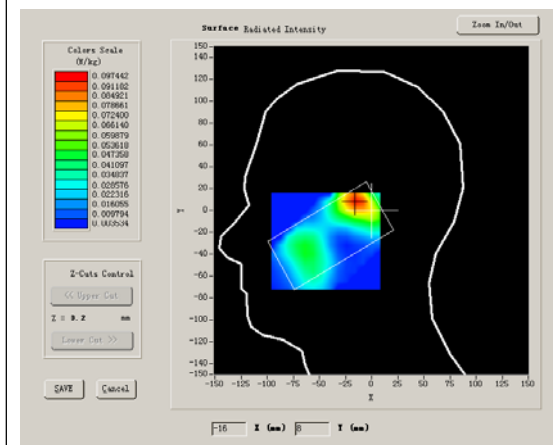 Surface Radiated Intensity
Zoom In/Out
Colors Scale
(W/kg)
0.097442
0.091182
0.084921
0.078661
0.072400
0.066140
0.059879
0.053618
0.047358
0.041097
0.034837
0.028576
0.022316
0.016055
0.009794
0.003534
Z-Cuts Control
<< Upper Cut
Z = 9.2 mm
Lower Cut >>
SAVE Cancel
150
140
120
100
80
60
40
20
0
-20
-40
-60
-80
-100
-120
-140
-150
Y
-150 -125 -100 -75 -50 -25 0 25 50 75 100 125 150
X
-16 X (mm) 8 Y (mm)